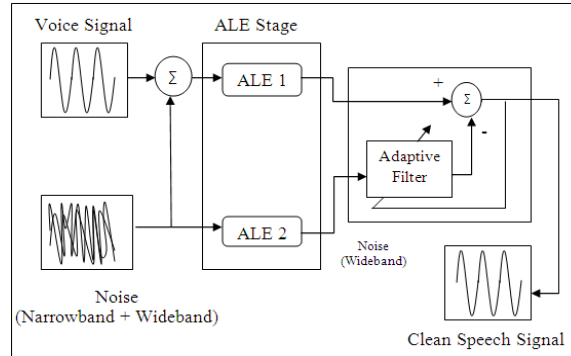 Voice Signal
ALE Stage
Σ
ALE 1
+
Σ
-
Adaptive
Filter
ALE 2
Noise
(Wideband)
Noise
(Narrowband + Wideband)
Clean Speech Signal